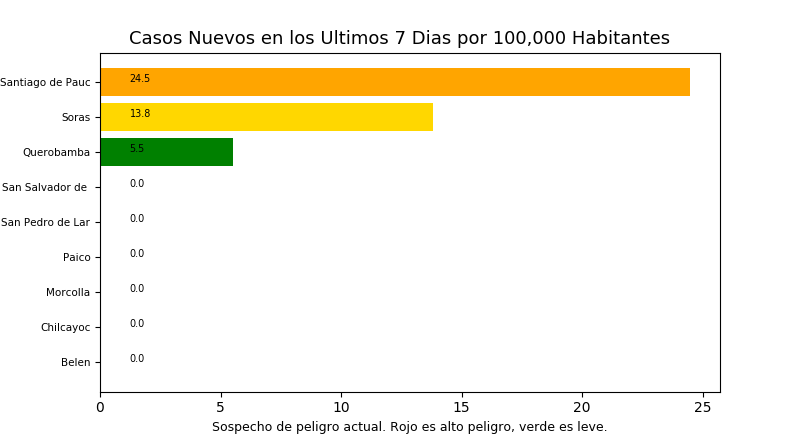 Casos Nuevos en los Ultimos 7 Dias por 100,000 Habitantes
Santiago de Pauc 24.5
Soras 13.8
Querobamba 5.5
San Salvador de 0.0
San Pedro de Lar 0.0
Paico 0.0
Morcolla 0.0
Chilcayoc 0.0
Belen 0.0
0 5 10 15 20 25
Sospecho de peligro actual. Rojo es alto peligro, verde es leve.